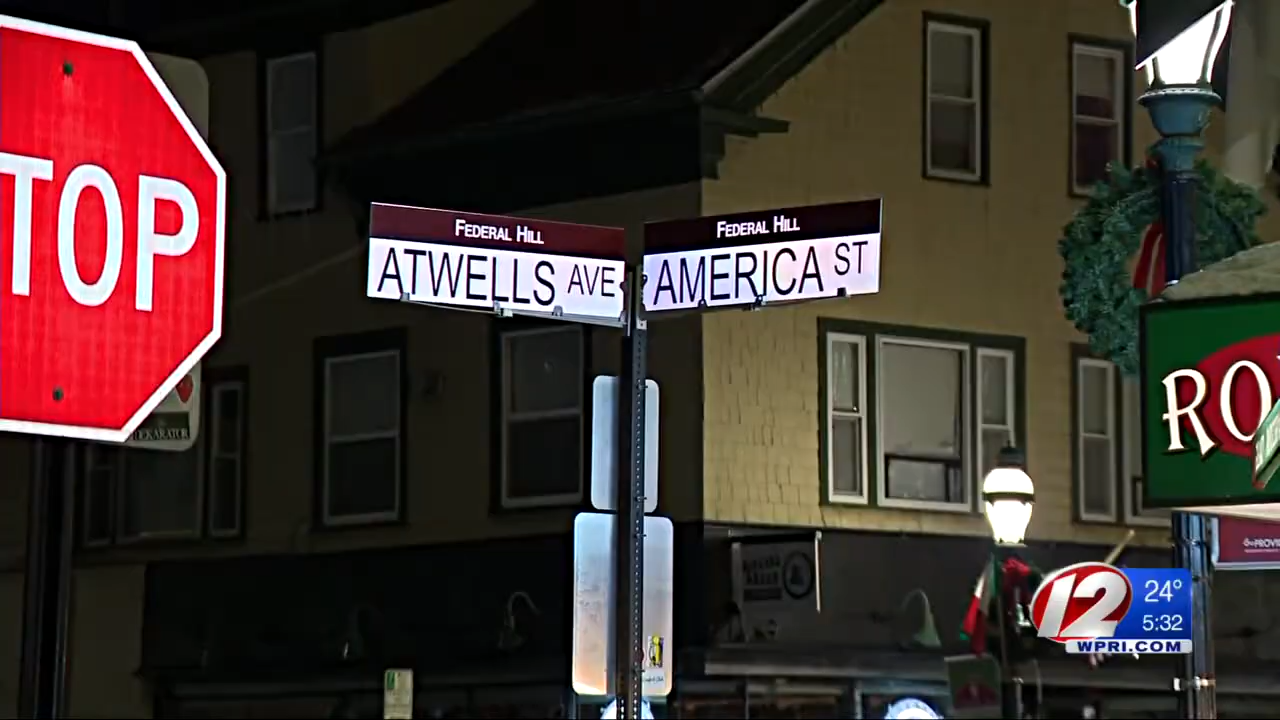 TOP
FEDERAL HILL
ATWELLS AVE
FEDERAL HILL
AMERICA ST
RO
12
24°
5:32
WPRI.COM